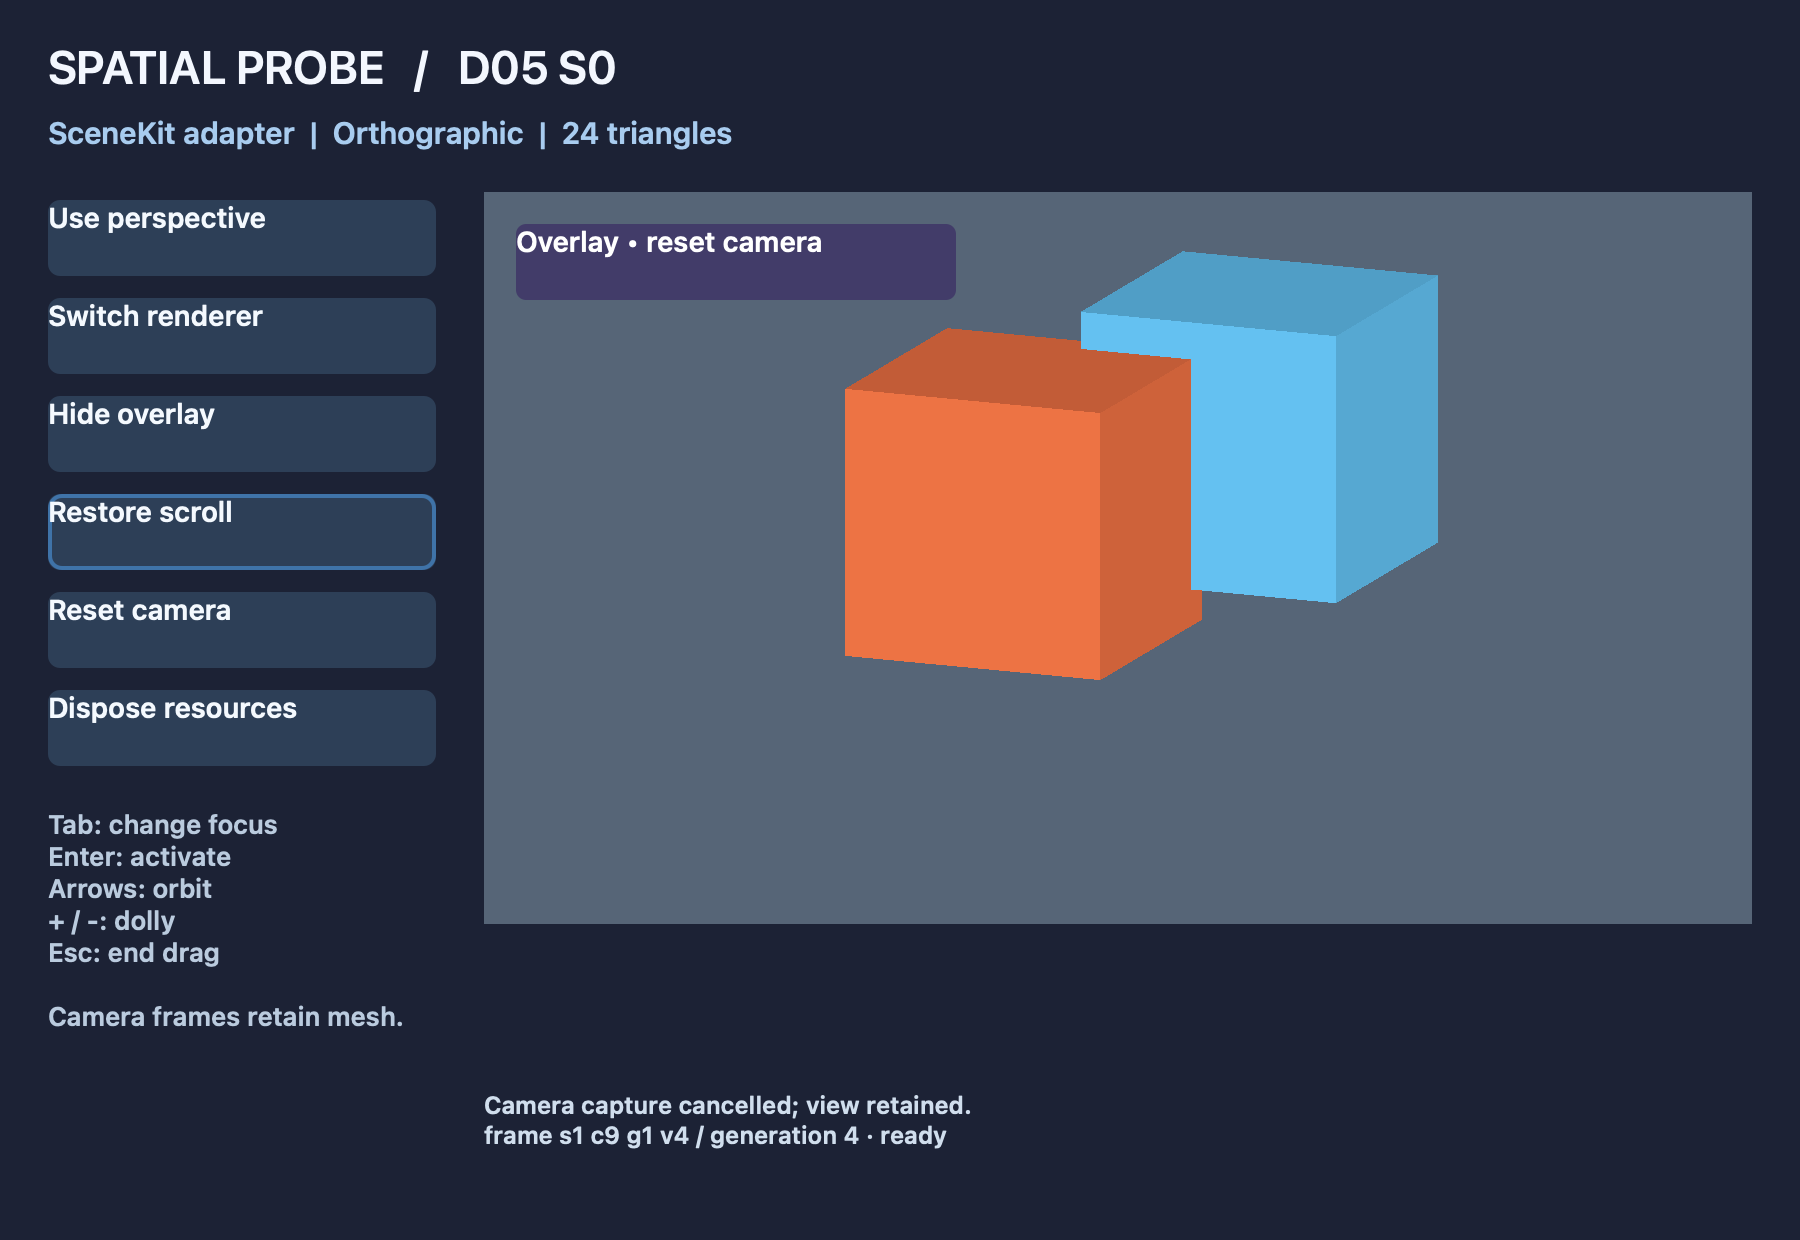 SPATIAL PROBE / D05 S0
SceneKit adapter | Orthographic | 24 triangles
Use perspective
Switch renderer
Hide overlay
Restore scroll
Reset camera
Dispose resources
Tab: change focus
Enter: activate
Arrows: orbit
+ / -: dolly
Esc: end drag
Camera frames retain mesh.
Overlay • reset camera
Camera capture cancelled; view retained.
frame s1 c9 g1 v4 / generation 4 · ready